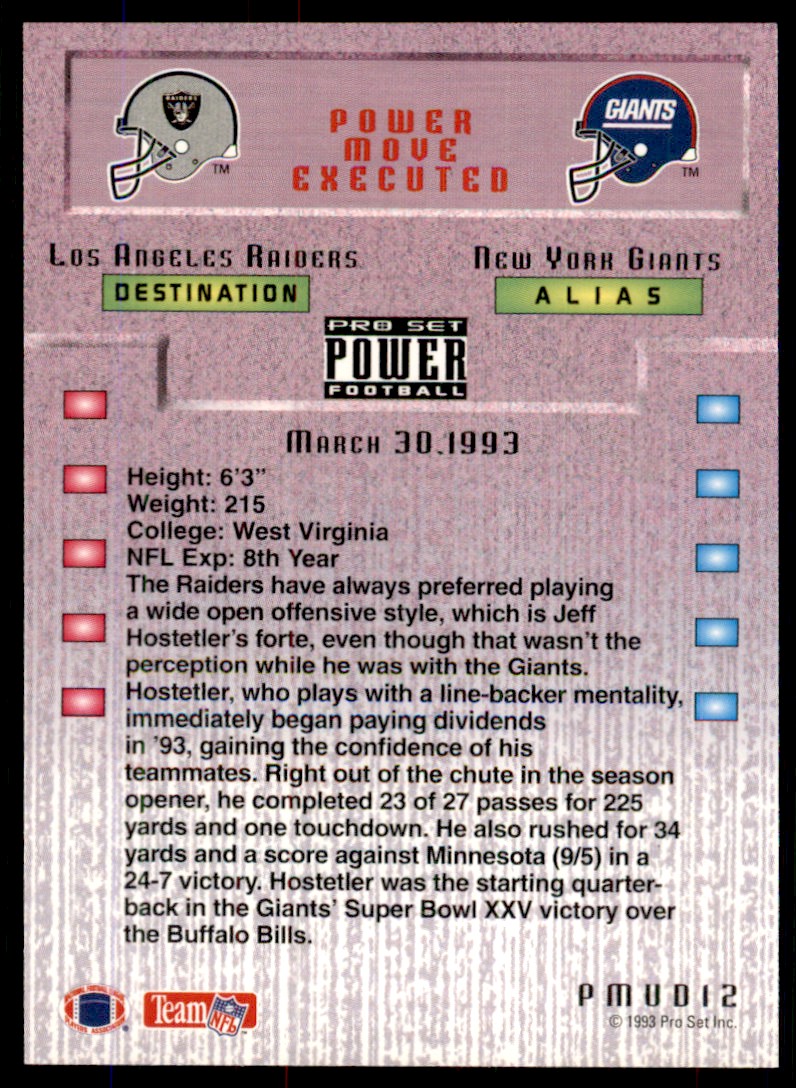 RAIDERS
GIANTS
POWER
MOVE
EXECUTED
TM
TM
LOS ANGELES RAIDERS
NEW YORK GIANTS
DESTINATION
ALIAS
PRO SET
POWER
FOOTBALL
MARCH 30.1993
Height: 6'3"
Weight: 215
College: West Virginia
NFL Exp: 8th Year
The Raiders have always preferred playing
a wide open offensive style, which is Jeff
Hostetler's forte, even though that wasn't the
perception while he was with the Giants.
Hostetler, who plays with a line-backer mentality,
immediately began paying dividends
in '93, gaining the confidence of his
teammates. Right out of the chute in the season
opener, he completed 23 of 27 passes for 225
yards and one touchdown. He also rushed for 34
yards and a score against Minnesota (9/5) in a
24-7 victory. Hostetler was the starting quarter-
back in the Giants' Super Bowl XXV victory over
the Buffalo Bills.
Team NFL
PMUD12
© 1993 Pro Set Inc.